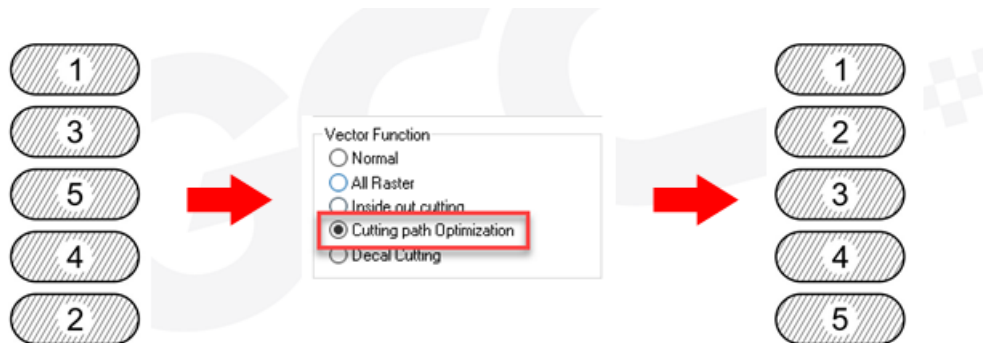 1
3
5
4
2
Vector Function
Normal
All Raster
Inside out cutting
Cutting path Optimization
Decal Cutting
1
2
3
4
5
GCC